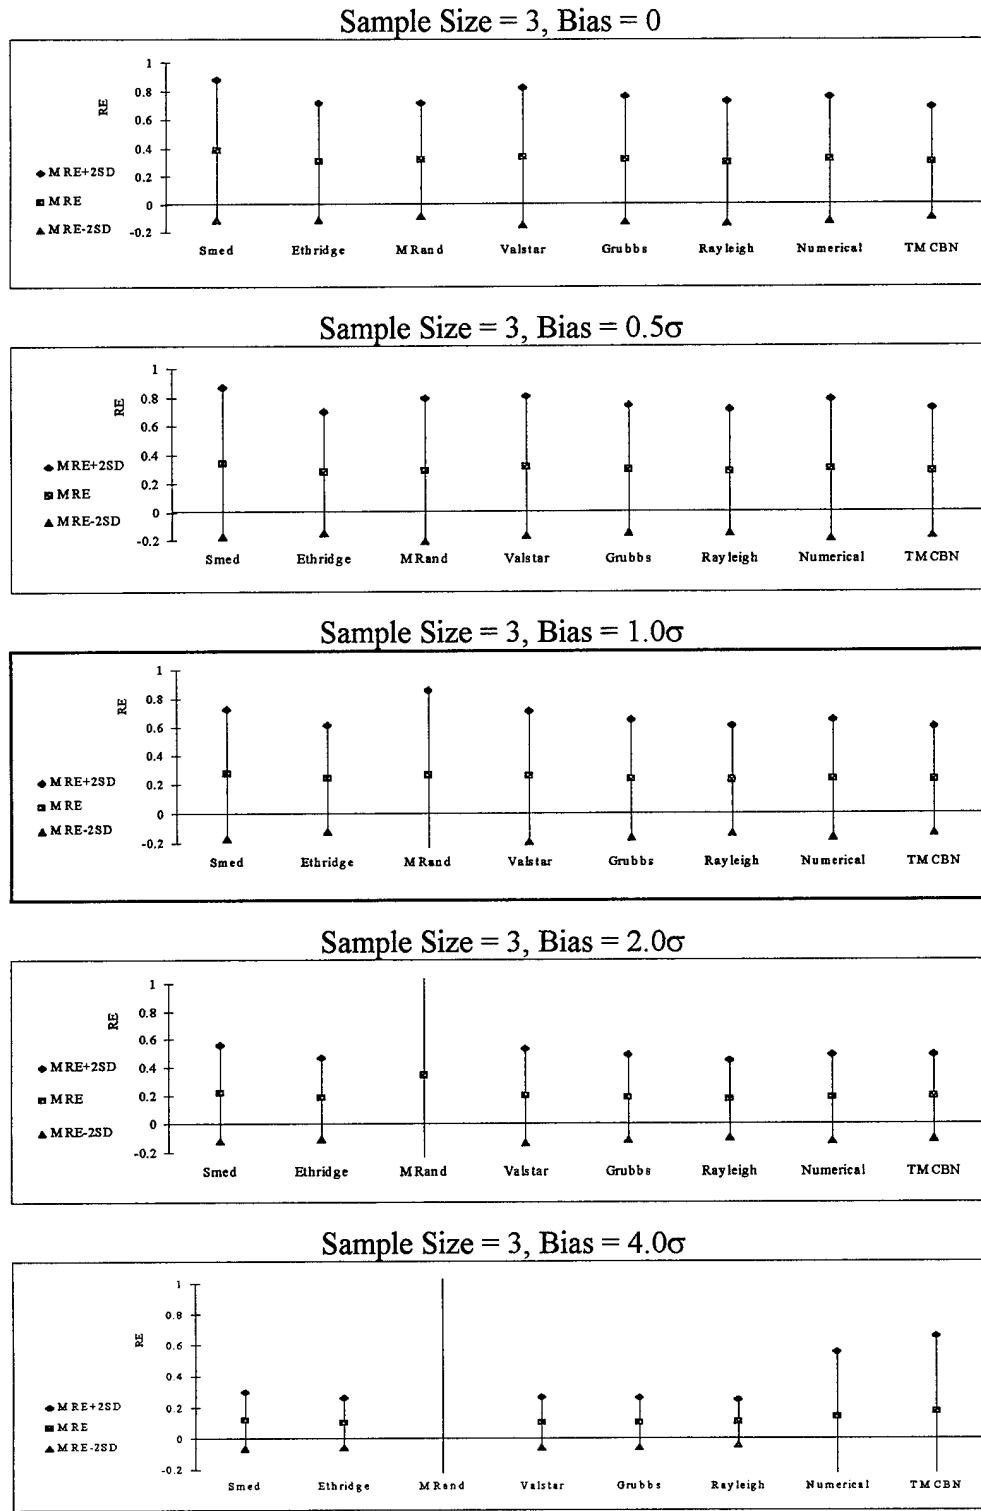 Sample Size = 3, Bias = 0
1
0.8
RE
0.6
0.4
MRE+2SD
0.2
MRE
0
MRE-2SD
-0.2
Smed Ethridge MRand Valstar Grubbs Rayleigh Numerical TMCBN
Sample Size = 3, Bias = 0.5σ
1
RE
0.8
0.6
0.4
MRE+2SD
0.2
MRE
0
MRE-2SD
-0.2
Smed Ethridge MRand Valstar Grubbs Rayleigh Numerical TMCBN
Sample Size = 3, Bias = 1.0σ
1
RE
0.8
0.6
0.4
MRE+2SD
0.2
MRE
0
MRE-2SD
-0.2
Smed Ethridge MRand Valstar Grubbs Rayleigh Numerical TMCBN
Sample Size = 3, Bias = 2.0σ
1
0.8
RE
0.6
0.4
MRE+2SD
0.2
MRE
0
MRE-2SD
-0.2
Smed Ethridge MRand Valstar Grubbs Rayleigh Numerical TMCBN
Sample Size = 3, Bias = 4.0σ
1
0.8
RE
0.6
0.4
MRE+2SD
0.2
MRE
0
MRE-2SD
-0.2
Smed Ethridge MRand Valstar Grubbs Rayleigh Numerical TMCBN